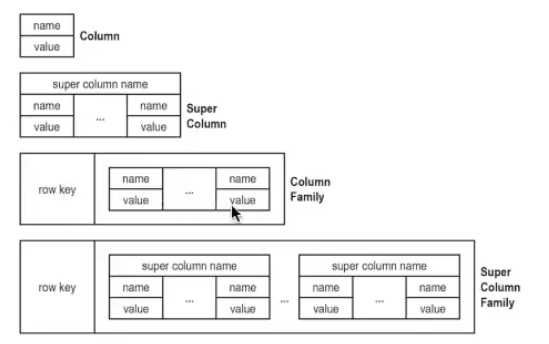 name
value
Column
super column name
name ... name
value value
Super
Column
row key
name ... name
value value
Column
Family
row key
super column name super column name
name ... name ... name ... name
value value value value
Super
Column
Family